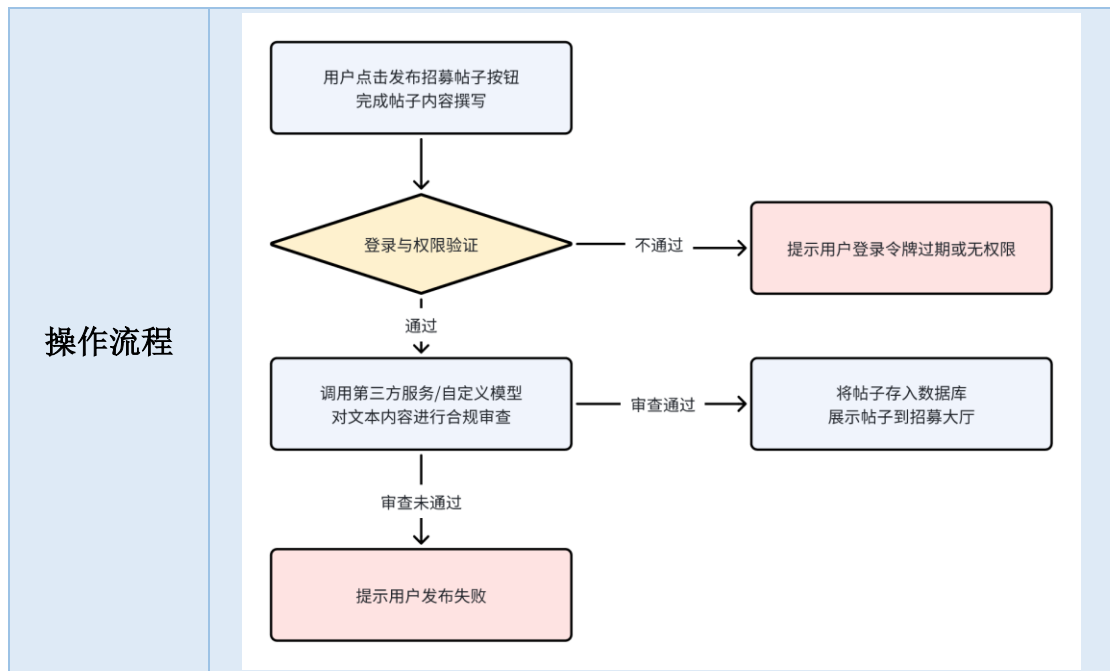 操作流程
用户点击发布招募帖子按钮
完成帖子内容撰写
登录与权限验证
不通过
提示用户登录令牌过期或无权限
通过
调用第三方服务/自定义模型
对文本内容进行合规审查
审查通过
将帖子存入数据库
展示帖子到招募大厅
审查未通过
提示用户发布失败